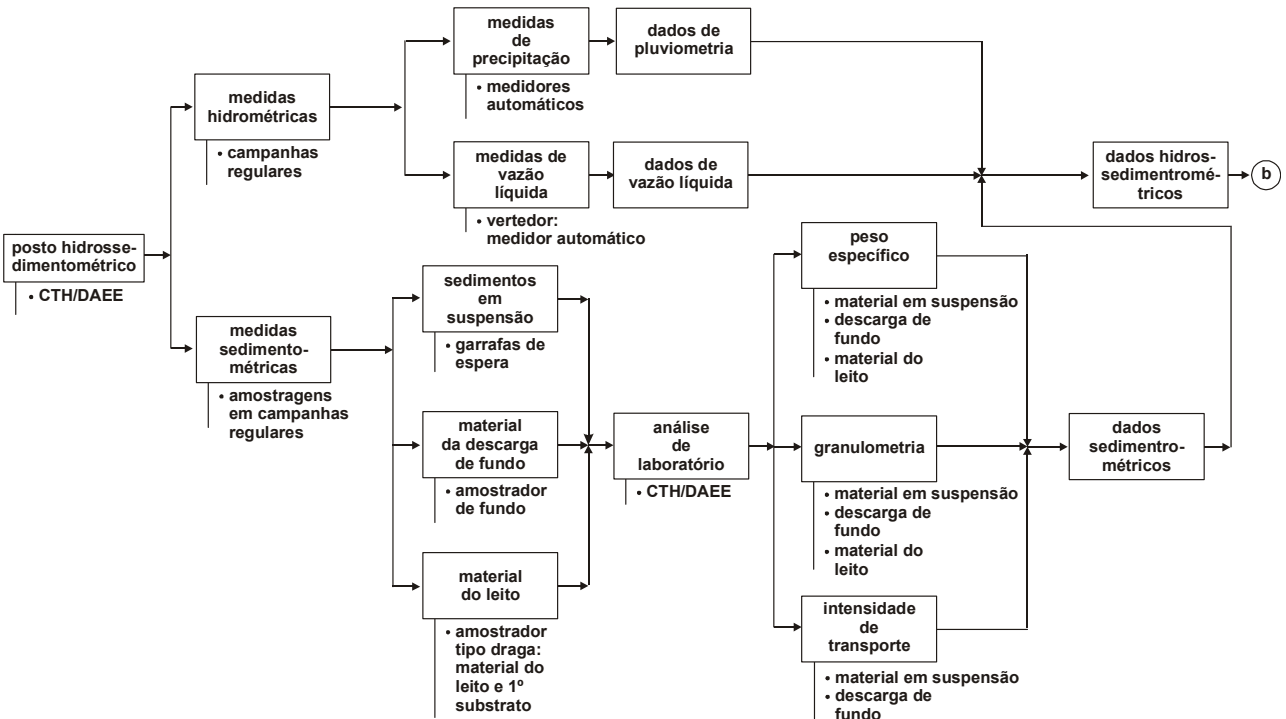 posto hidrosse-
dimentométrico
• CTH/DAEE
medidas
hidrométricas
• campanhas
regulares
medidas
de
precipitação
• medidores
automáticos
dados de
pluviometria
medidas de
vazão
líquida
• vertedor:
medidor automático
dados de
vazão líquida
dados hidros-
sedimentromé-
tricos
b
medidas
sedimento-
métricas
• amostragens
em campanhas
regulares
sedimentos
em
suspensão
• garrafas de
espera
material
da descarga
de fundo
• amostrador
de fundo
material
do leito
• amostrador
tipo draga:
material do
leito e 1º
substrato
análise
de
laboratório
• CTH/DAEE
peso
específico
• material em suspensão
• descarga de
fundo
• material do
leito
granulometria
• material em suspensão
• descarga de
fundo
• material do
leito
intensidade
de
transporte
• material em suspensão
• descarga de
fundo
dados
sedimentro-
métricos